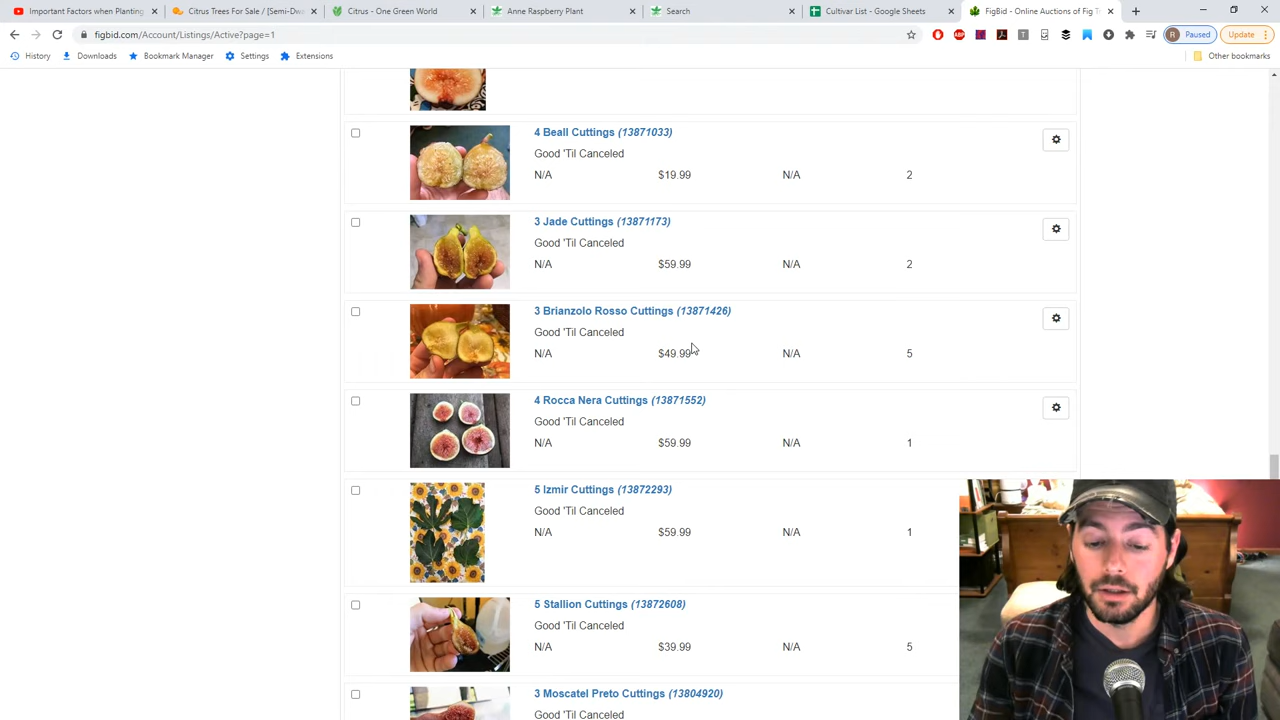 Important Factors when Planting
Citrus Trees For Sale / [Semi-Dw
Citrus - One Green World
Anne Raspberry Plant
Search
Cultivar List - Google Sheets
FigBid - Online Auctions of Fig T
figbid.com/Account/Listings/Active?page=1
ABP
T
R Paused
Update
History
Downloads
Bookmark Manager
Settings
Extensions
Other bookmarks
4 Beall Cuttings (13871033)
Good 'Til Canceled
N/A $19.99 N/A 2
3 Jade Cuttings (13871173)
Good 'Til Canceled
N/A $59.99 N/A 2
3 Brianzolo Rosso Cuttings (13871426)
Good 'Til Canceled
N/A $49.99 N/A 5
4 Rocca Nera Cuttings (13871552)
Good 'Til Canceled
N/A $59.99 N/A 1
5 Izmir Cuttings (13872293)
Good 'Til Canceled
N/A $59.99 N/A 1
5 Stallion Cuttings (13872608)
Good 'Til Canceled
N/A $39.99 N/A 5
3 Moscatel Preto Cuttings (13804920)
Good 'Til Canceled